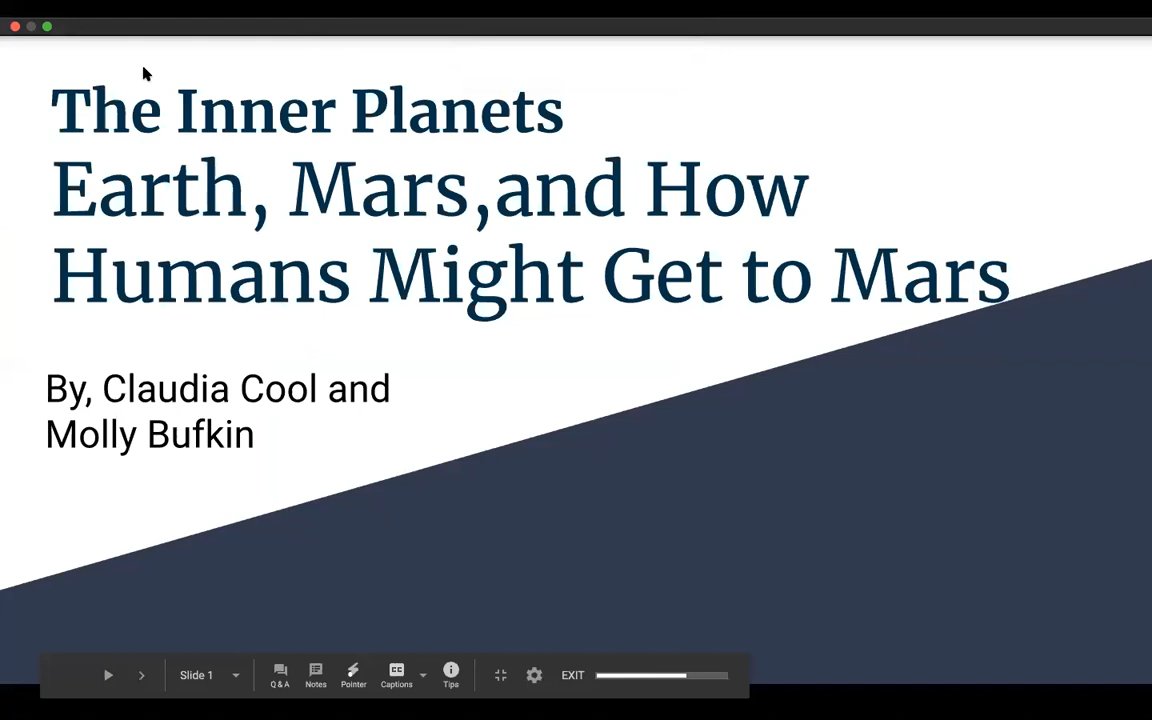 The Inner Planets
Earth, Mars,and How
Humans Might Get to Mars
By, Claudia Cool and
Molly Bufkin
Slide 1
Q & A
Notes
Pointer
CC
Captions
Tips
EXIT